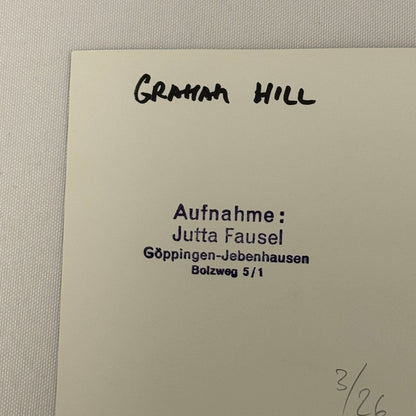 GRAHAM HILL
Aufnahme:
Jutta Fausel
Göppingen-Jebenhausen
Bolzweg 5/1
3/26